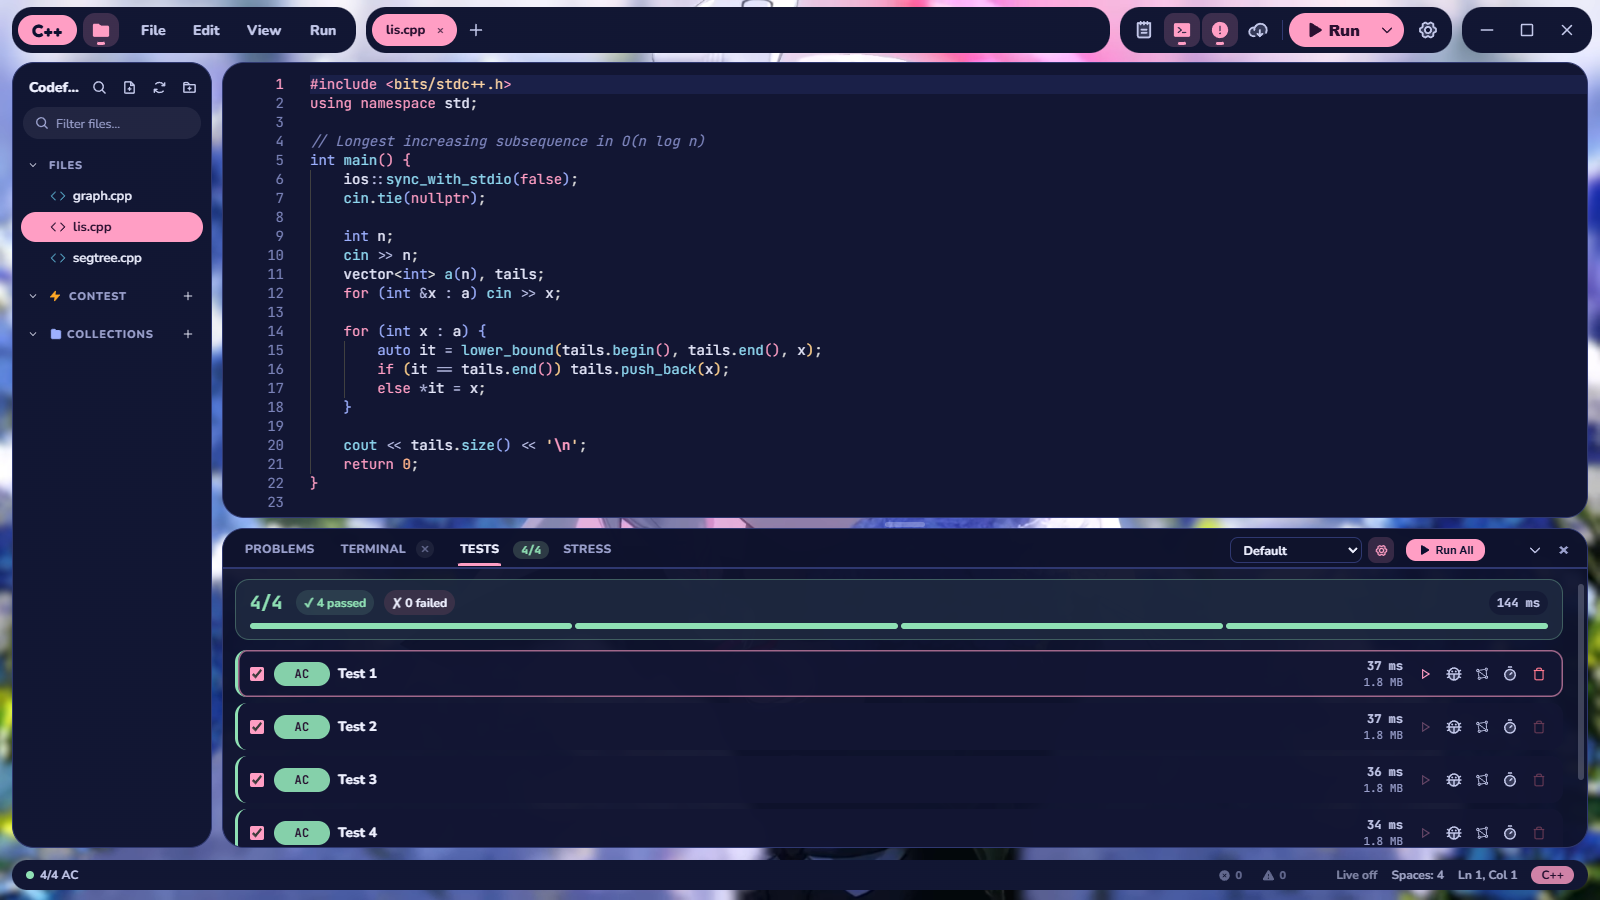 C++
File
Edit
View
Run
lis.cpp ×
Run
Codef...
Filter files...
FILES
graph.cpp
lis.cpp
segtree.cpp
CONTEST
COLLECTIONS
1 #include <bits/stdc++.h>
2 using namespace std;
3
4 // Longest increasing subsequence in O(n log n)
5 int main() {
6 ios::sync_with_stdio(false);
7 cin.tie(nullptr);
8
9 int n;
10 cin >> n;
11 vector<int> a(n), tails;
12 for (int &x : a) cin >> x;
13
14 for (int x : a) {
15 auto it = lower_bound(tails.begin(), tails.end(), x);
16 if (it == tails.end()) tails.push_back(x);
17 else *it = x;
18 }
19
20 cout << tails.size() << '\n';
21 return 0;
22 }
23
PROBLEMS
TERMINAL
TESTS 4/4
STRESS
Default
Run All
4/4 ✓ 4 passed ✗ 0 failed 144 ms
AC Test 1 37 ms
1.8 MB
AC Test 2 37 ms
1.8 MB
AC Test 3 36 ms
1.8 MB
AC Test 4 34 ms
1.8 MB
4/4 AC
0
0
Live off
Spaces: 4
Ln 1, Col 1
C++